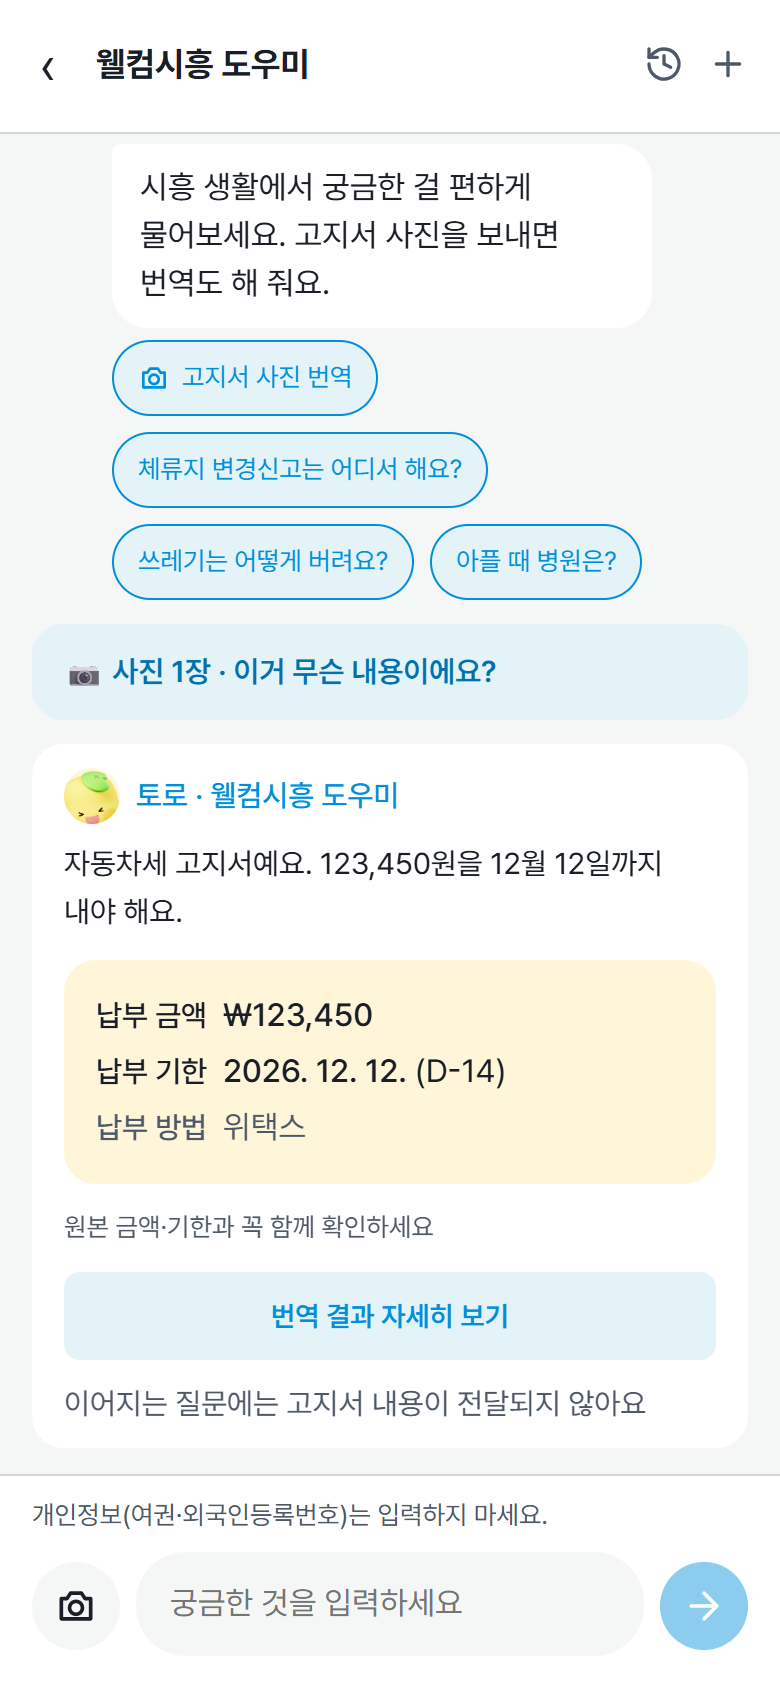 웰컴시흥 도우미
시흥 생활에서 궁금한 걸 편하게
물어보세요. 고지서 사진을 보내면
번역도 해 줘요.
고지서 사진 번역
체류지 변경신고는 어디서 해요?
쓰레기는 어떻게 버려요?
아플 때 병원은?
사진 1장 · 이거 무슨 내용이에요?
토로 · 웰컴시흥 도우미
자동차세 고지서예요. 123,450원을 12월 12일까지
내야 해요.
납부 금액 ₩123,450
납부 기한 2026. 12. 12. (D-14)
납부 방법 위택스
원본 금액·기한과 꼭 함께 확인하세요
번역 결과 자세히 보기
이어지는 질문에는 고지서 내용이 전달되지 않아요
개인정보(여권·외국인등록번호)는 입력하지 마세요.
궁금한 것을 입력하세요